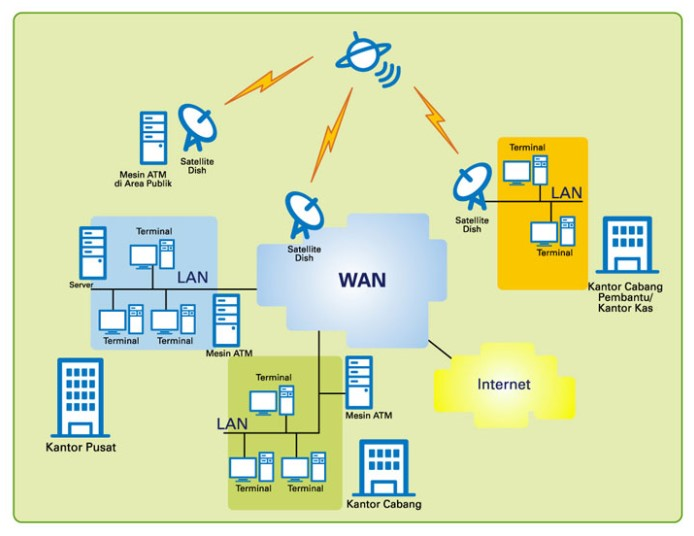 Mesin ATM
di Area Publik
Satellite
Dish
Satellite
Dish
Satellite
Dish
Terminal
LAN
Terminal
Kantor Cabang
Pembantu/
Kantor Kas
Server
Terminal
LAN
Terminal
Terminal
Mesin ATM
Kantor Pusat
WAN
Internet
Terminal
LAN
Terminal
Terminal
Mesin ATM
Kantor Cabang